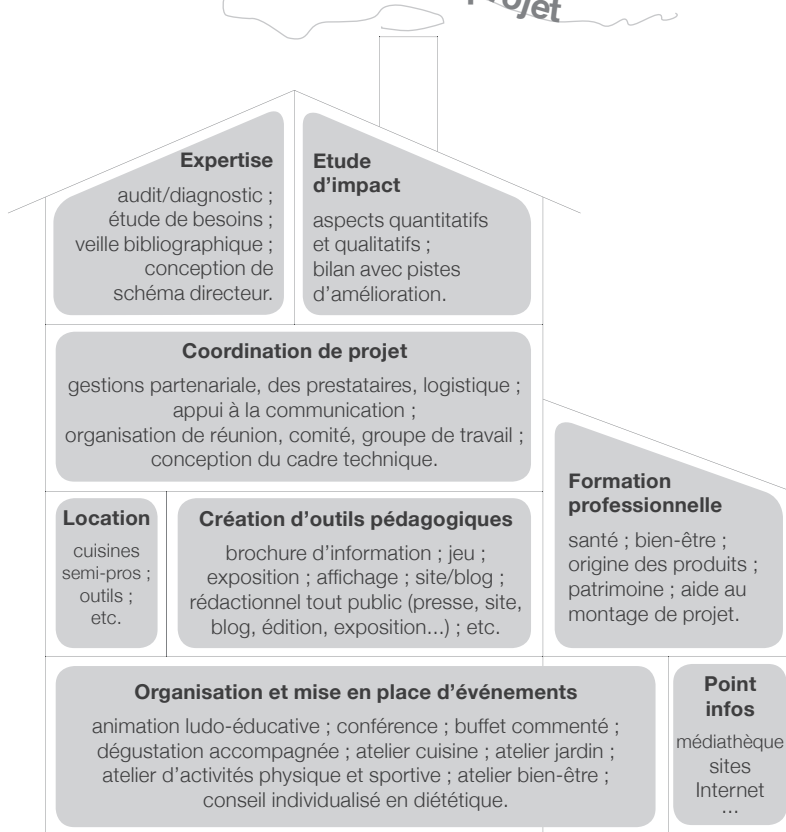 projet
Expertise
audit/diagnostic ;
étude de besoins ;
veille bibliographique ;
conception de
schéma directeur.
Etude
d’impact
aspects quantitatifs
et qualitatifs ;
bilan avec pistes
d’amélioration.
Coordination de projet
gestions partenariale, des prestataires, logistique ;
appui à la communication ;
organisation de réunion, comité, groupe de travail ;
conception du cadre technique.
Location
cuisines
semi-pros ;
outils ;
etc.
Création d’outils pédagogiques
brochure d’information ; jeu ;
exposition ; affichage ; site/blog ;
rédactionnel tout public (presse, site,
blog, édition, exposition...) ; etc.
Formation
professionnelle
santé ; bien-être ;
origine des produits ;
patrimoine ; aide au
montage de projet.
Organisation et mise en place d’événements
animation ludo-éducative ; conférence ; buffet commenté ;
dégustation accompagnée ; atelier cuisine ; atelier jardin ;
atelier d’activités physique et sportive ; atelier bien-être ;
conseil individualisé en diététique.
Point
infos
médiathèque
sites
Internet
...